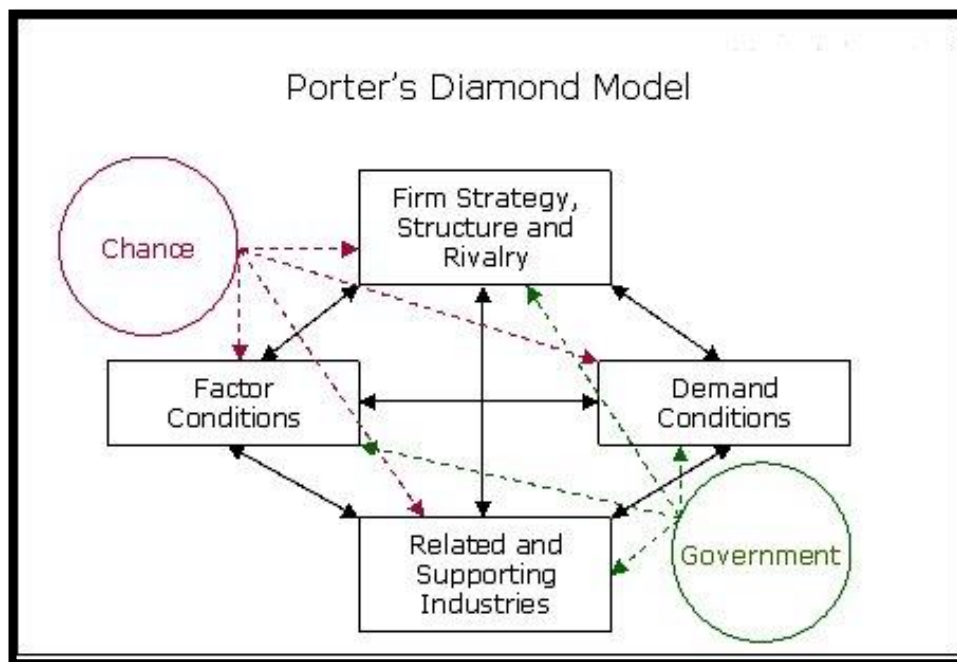 Porter's Diamond Model
Firm Strategy,
Structure and
Rivalry
Chance
Factor
Conditions
Demand
Conditions
Related and
Supporting
Industries
Government